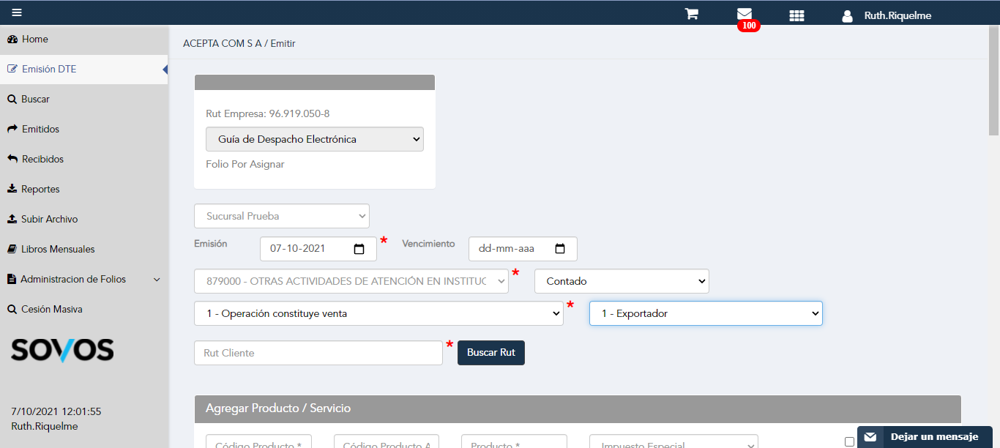 Ruth.Riquelme
100
Home
Emisión DTE
Buscar
Emitidos
Recibidos
Reportes
Subir Archivo
Libros Mensuales
Administracion de Folios
Cesión Masiva
SOVOS
7/10/2021 12:01:55
Ruth.Riquelme
ACEPTA COM S A / Emitir
Rut Empresa: 96.919.050-8
Guía de Despacho Electrónica
Folio Por Asignar
Sucursal Prueba
Emisión 07-10-2021 * Vencimiento dd-mm-aaa
879000 - OTRAS ACTIVIDADES DE ATENCIÓN EN INSTITUC * Contado
1 - Operación constituye venta * 1 - Exportador
Rut Cliente * Buscar Rut
Agregar Producto / Servicio
Código Producto * Código Producto A Producto * Impuesto Especial
Dejar un mensaje